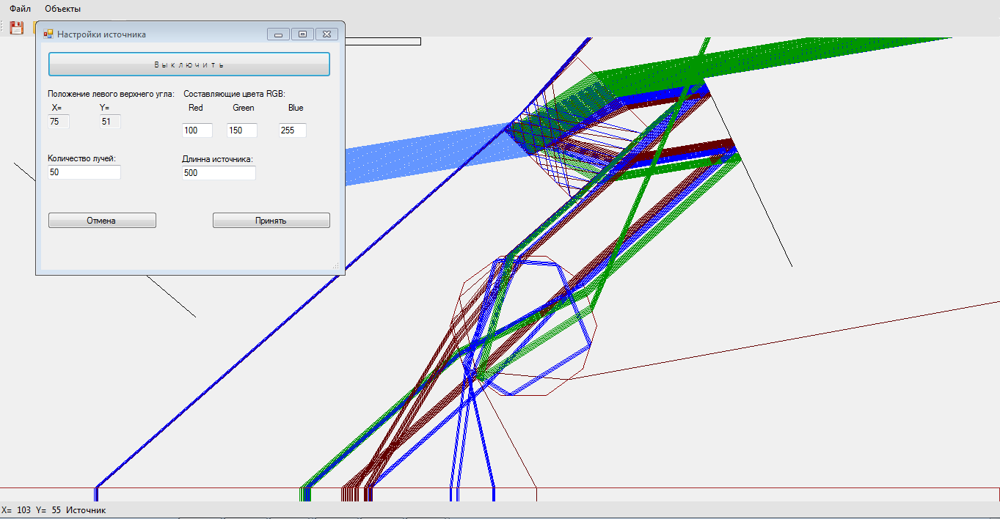 Файл Объекты
Настройки источника
Выключить
Положение левого верхнего угла: Составляющие цвета RGB:
X= Y= Red Green Blue
75 51 100 150 255
Количество лучей: Длинна источника:
50 500
Отмена Принять
X= 103 Y= 55 Источник